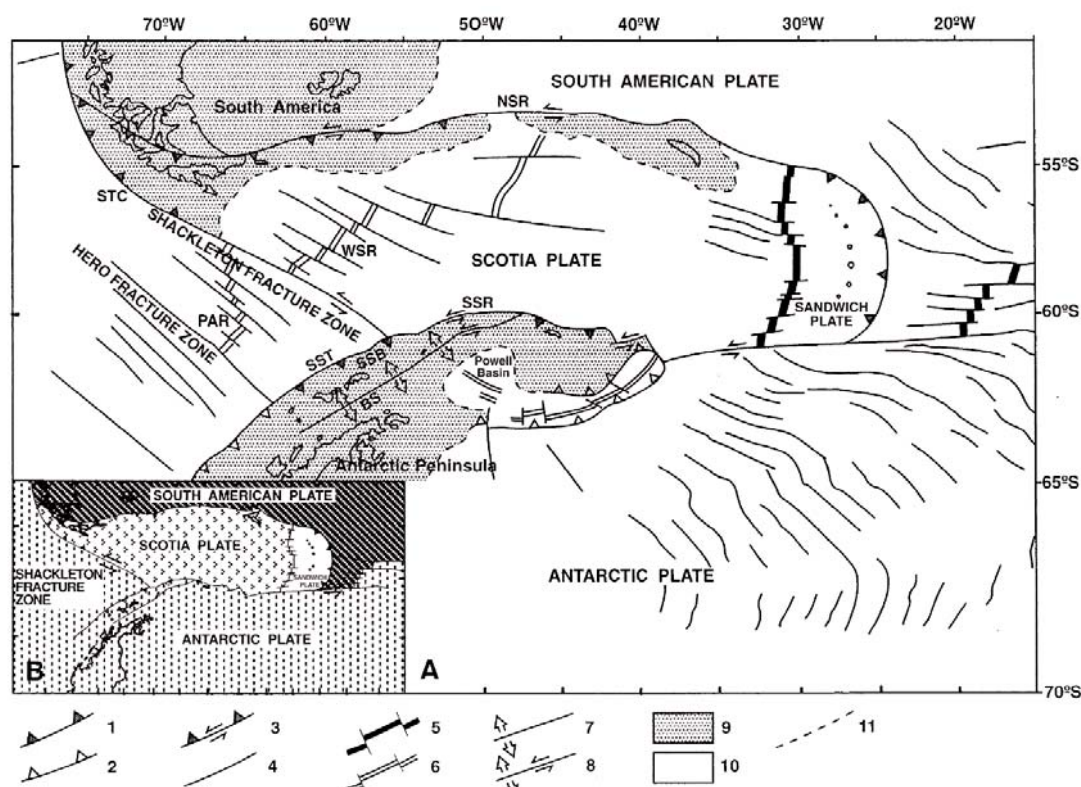 70ºW 60ºW 50ºW 40ºW 30ºW 20ºW
SOUTH AMERICAN PLATE
NSR
South America
55ºS
STC
SHACKLETON FRACTURE ZONE
WSR
HERO FRACTURE ZONE
SCOTIA PLATE
SANDWICH
PLATE
PAR
SSR
60ºS
SST
SSB
Powell
Basin
BS
Antarctic Peninsula
65ºS
SOUTH AMERICAN PLATE
SCOTIA PLATE
SANDWICH
PLATE
SHACKLETON
FRACTURE
ZONE
ANTARCTIC PLATE
ANTARCTIC PLATE
B A
70ºS
1 3 5 7 9 11
2 4 6 8 10